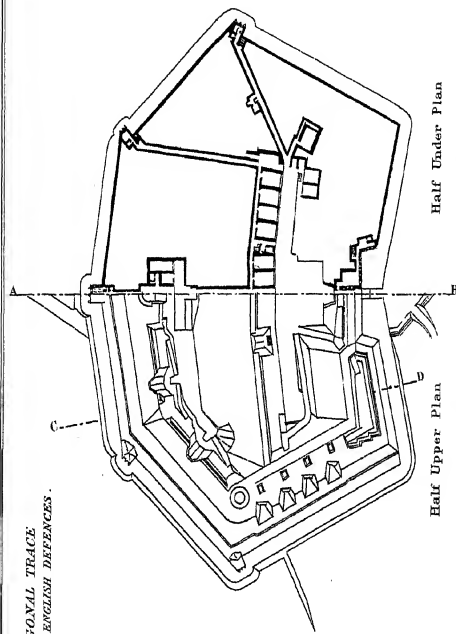 GONAL TRACE
ENGLISH DEFENCES.
Half Under Plan
Half Upper Plan
A
B
C
D